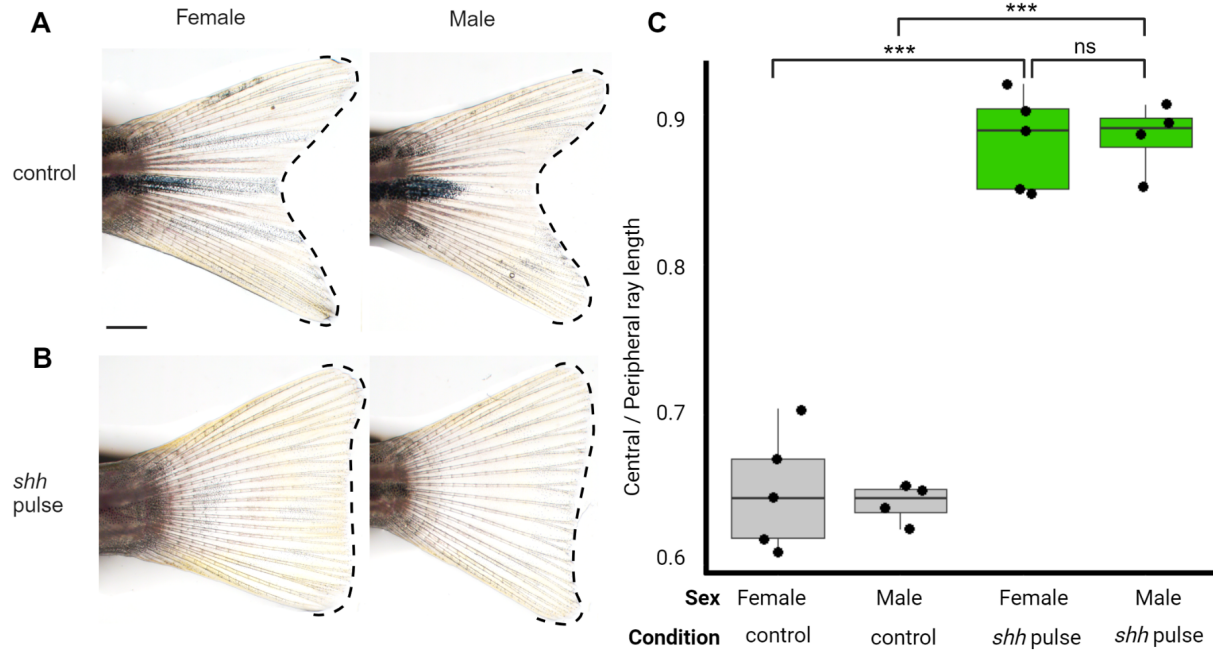 A
Female
Male
control
B
shh
pulse
C
***
***
ns
Central / Peripheral ray length
0.9
0.8
0.7
0.6
Sex Female Male Female Male
Condition control control shh pulse shh pulse